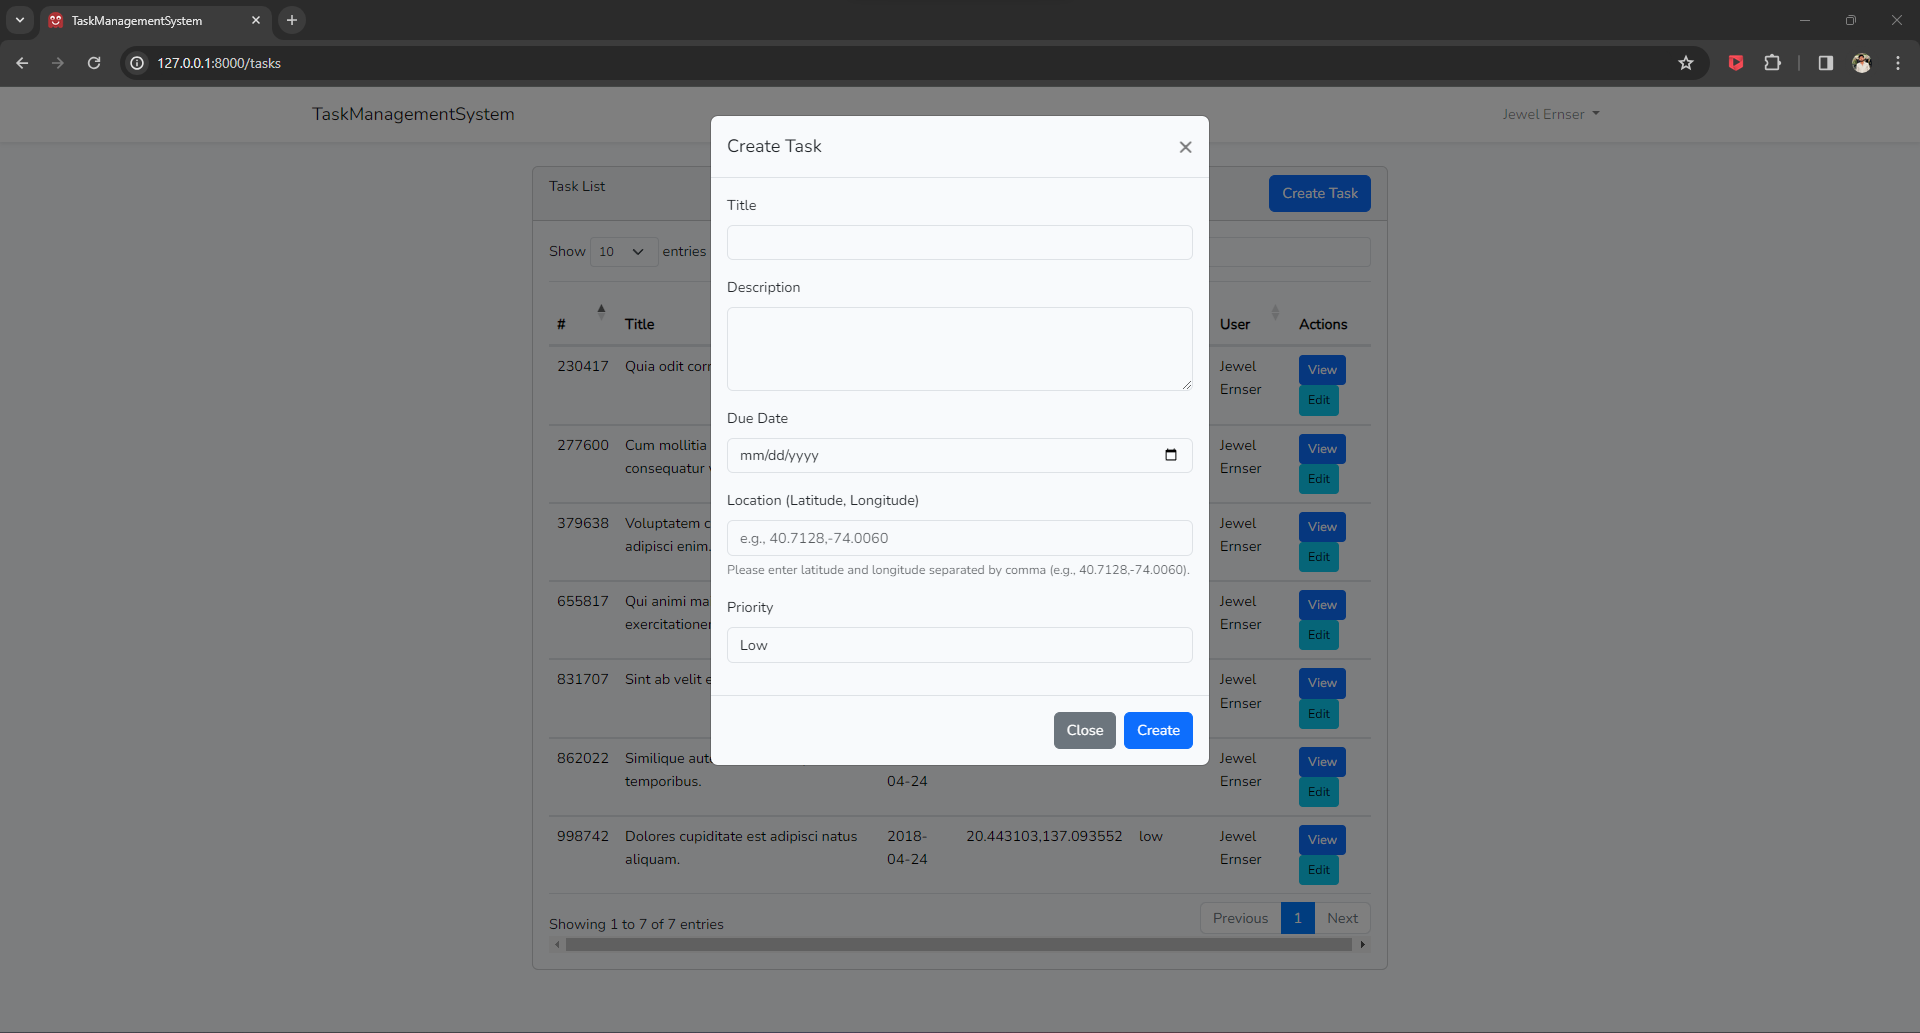 TaskManagementSystem
127.0.0.1:8000/tasks
TaskManagementSystem
Jewel Ernser
Create Task
Title
Description
Due Date
mm/dd/yyyy
Location (Latitude, Longitude)
e.g., 40.7128,-74.0060
Please enter latitude and longitude separated by comma (e.g., 40.7128,-74.0060).
Priority
Low
Close Create
Task List Create Task
Show 10 entries
# Title User Actions
230417 Quia odit Jewel View
Ernser Edit
277600 Cum mollitia Jewel View
consequatur Ernser Edit
379638 Voluptatem Jewel View
adipisci enim. Ernser Edit
655817 Qui animi Jewel View
Ernser Edit
831707 Sint ab velit Jewel View
Ernser Edit
862022 Similique Jewel View
temporibus. 04-24 Ernser Edit
998742 Dolores cupiditate est adipisci natus 2018- 20.443103,137.093552 low Jewel View
aliquam. 04-24 Ernser Edit
Showing 1 to 7 of 7 entries Previous 1 Next